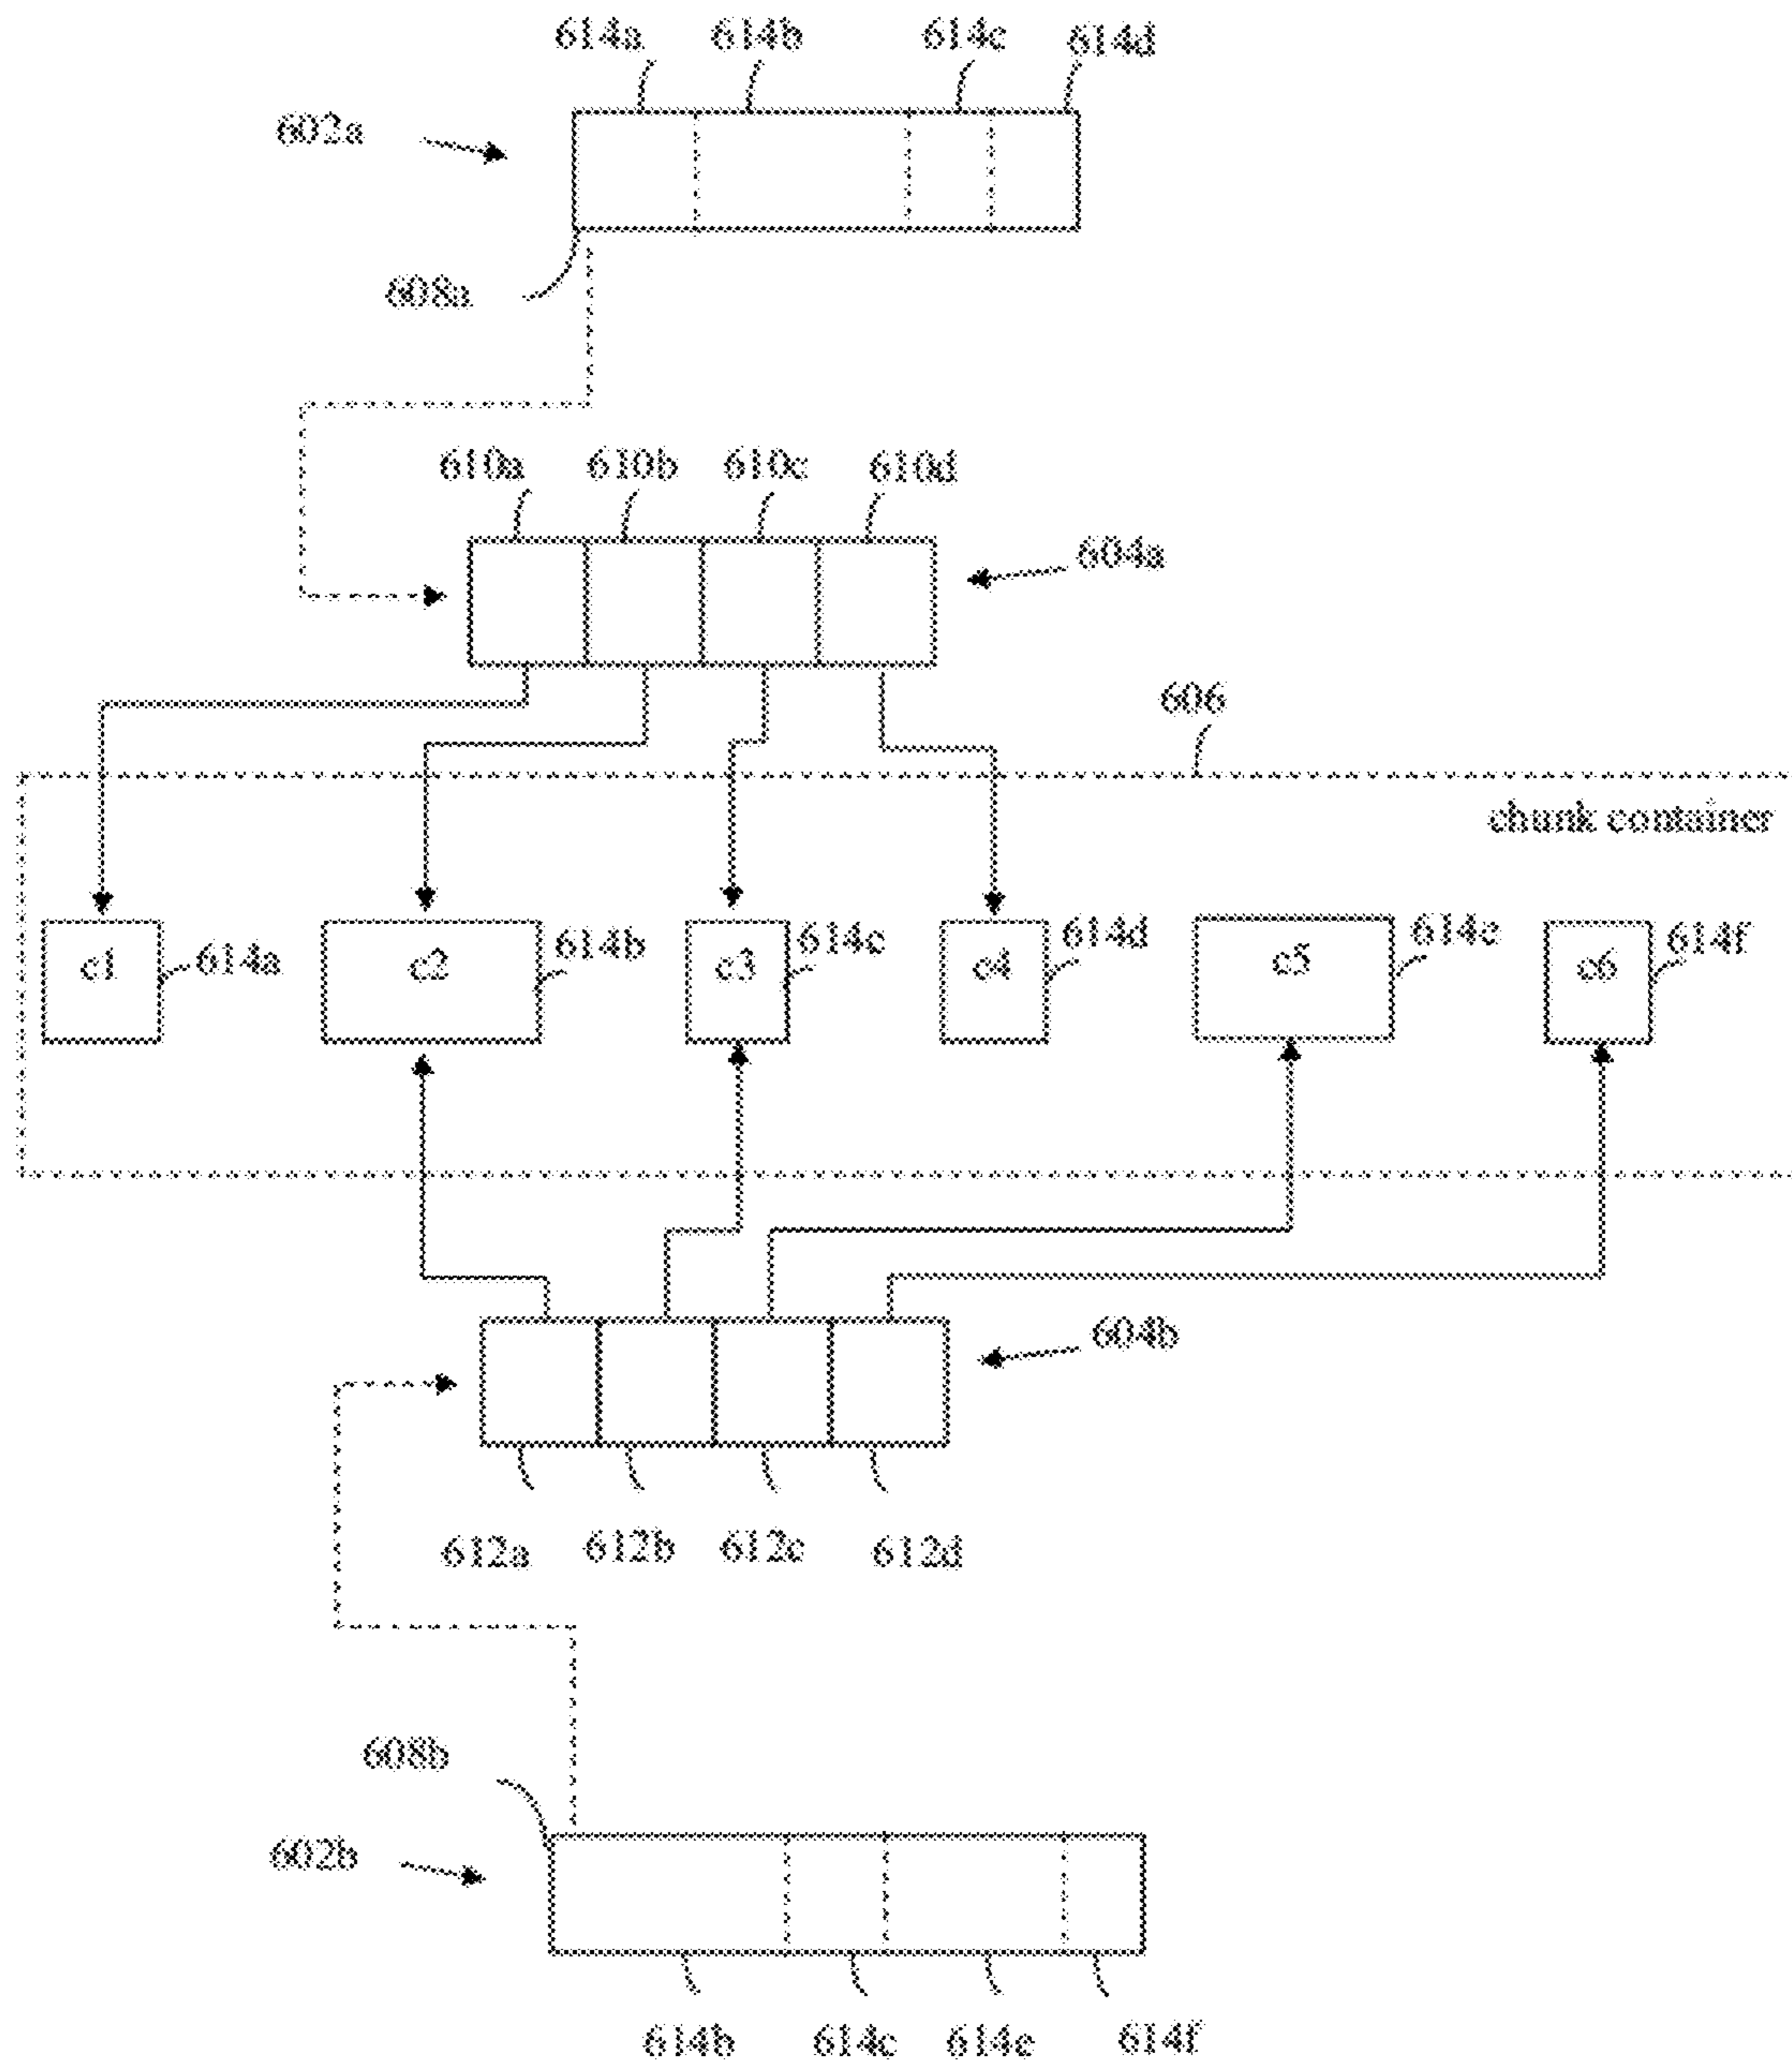 614a 614b 614c 614d
602a
608a
610a 610b 610c 610d
604a
606
chunk container
c1 614a c2 614b c3 614c c4 614d c5 614e c6 614f
604b
612a 612b 612c 612d
608b
602b
614b 614c 614e 614f